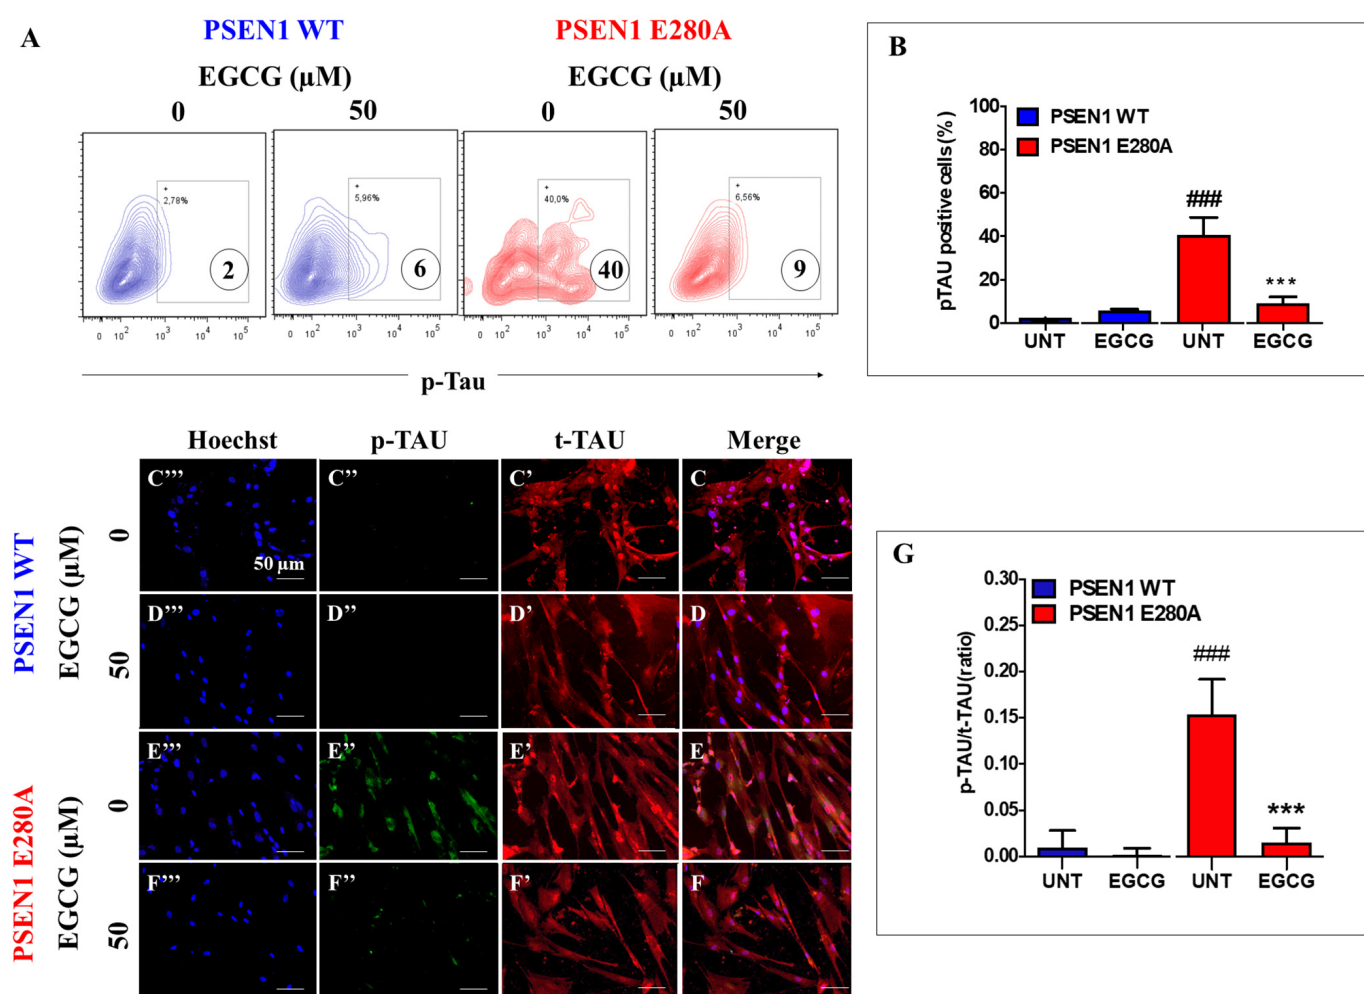 A
PSEN1 WT
PSEN1 E280A
EGCG (µM)
EGCG (µM)
0
50
0
50
+
2,78%
+
5,96%
+
40,0%
+
6,56%
2
6
40
9
0 10² 10³ 10⁴ 10⁵
0 10² 10³ 10⁴ 10⁵
0 10² 10³ 10⁴ 10⁵
0 10² 10³ 10⁴ 10⁵
p-Tau
B
pTAU positive cells (%)
100
80
60
40
20
0
PSEN1 WT
PSEN1 E280A
###
***
UNT EGCG UNT EGCG
Hoechst p-TAU t-TAU Merge
PSEN1 WT
EGCG (µM)
0
C’’’ C’’ C’ C
50 µm
50
D’’’ D’’ D’ D
PSEN1 E280A
EGCG (µM)
0
E’’’ E’’ E’ E
50
F’’’ F’’ F’ F
G
p-TAU/t-TAU (ratio)
0.30
0.25
0.20
0.15
0.10
0.05
0.00
PSEN1 WT
PSEN1 E280A
###
***
UNT EGCG UNT EGCG